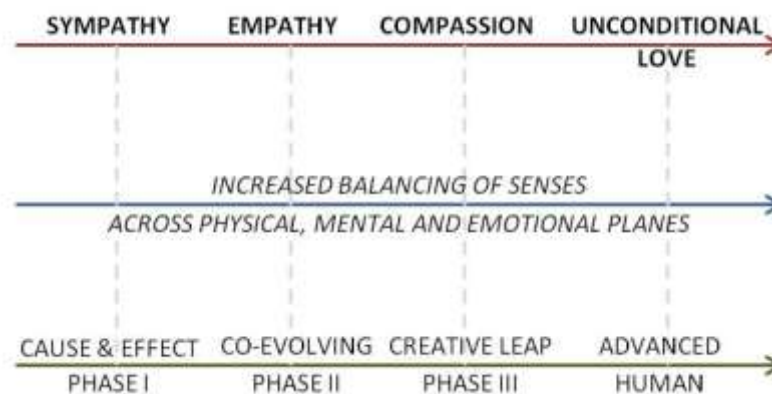 SYMPATHY EMPATHY COMPASSION UNCONDITIONAL
LOVE
INCREASED BALANCING OF SENSES
ACROSS PHYSICAL, MENTAL AND EMOTIONAL PLANES
CAUSE & EFFECT CO-EVOLVING CREATIVE LEAP ADVANCED
PHASE I PHASE II PHASE III HUMAN